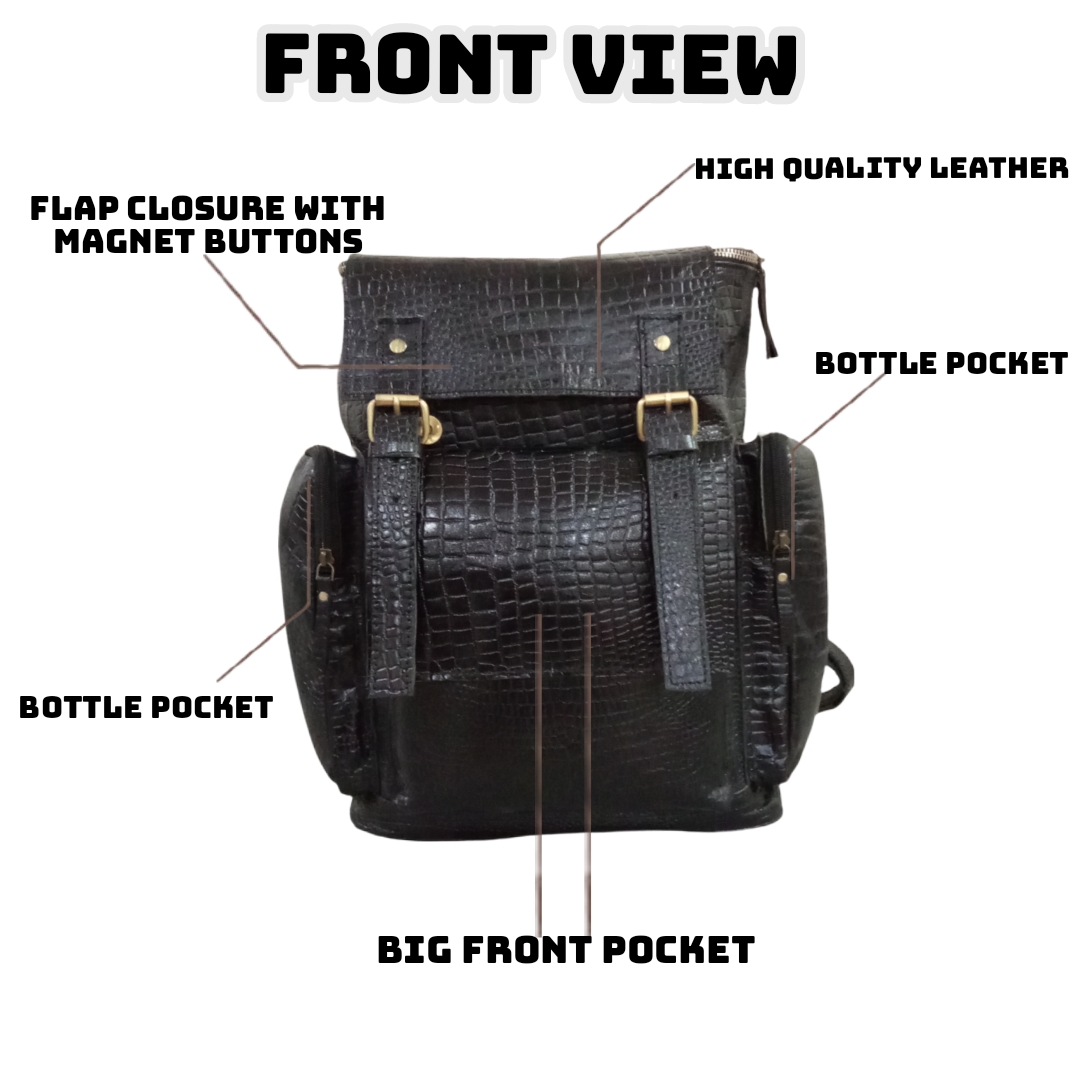 FRONT VIEW
HIGH QUALITY LEATHER
FLAP CLOSURE WITH
MAGNET BUTTONS
BOTTLE POCKET
BOTTLE POCKET
BIG FRONT POCKET